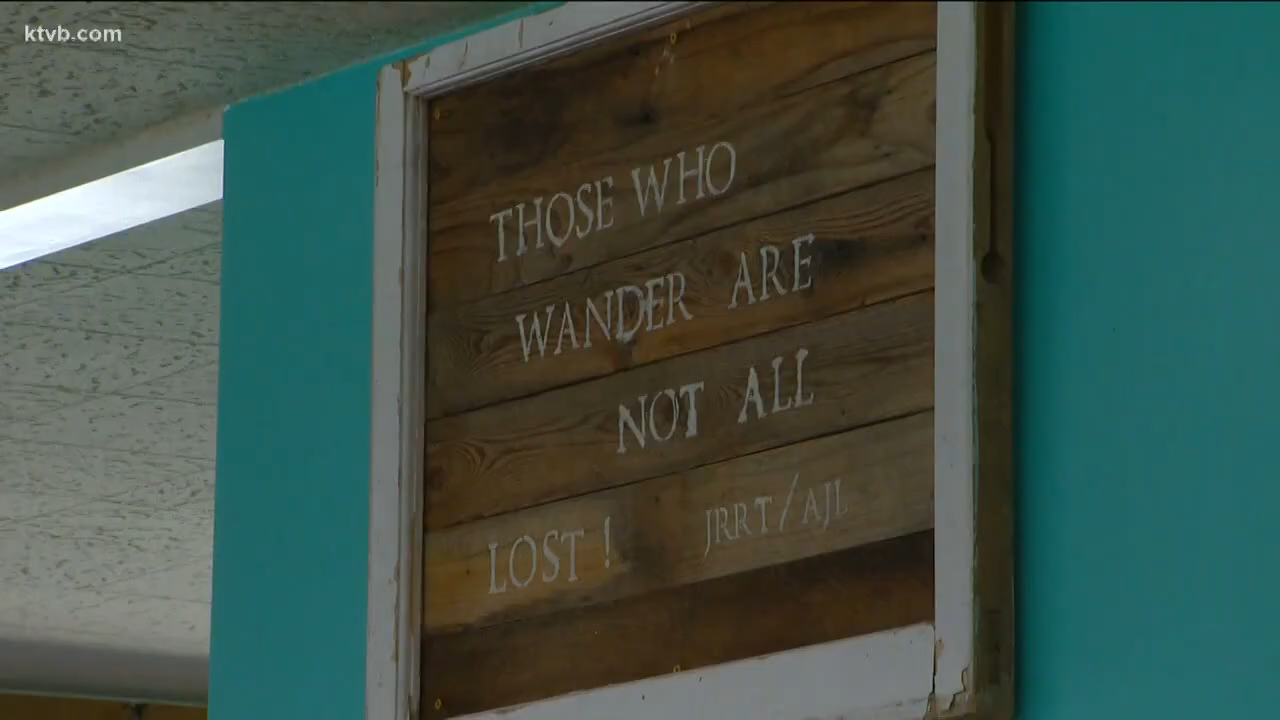 ktvb.com
THOSE WHO
WANDER ARE
NOT ALL
LOST! JRRT/AJL